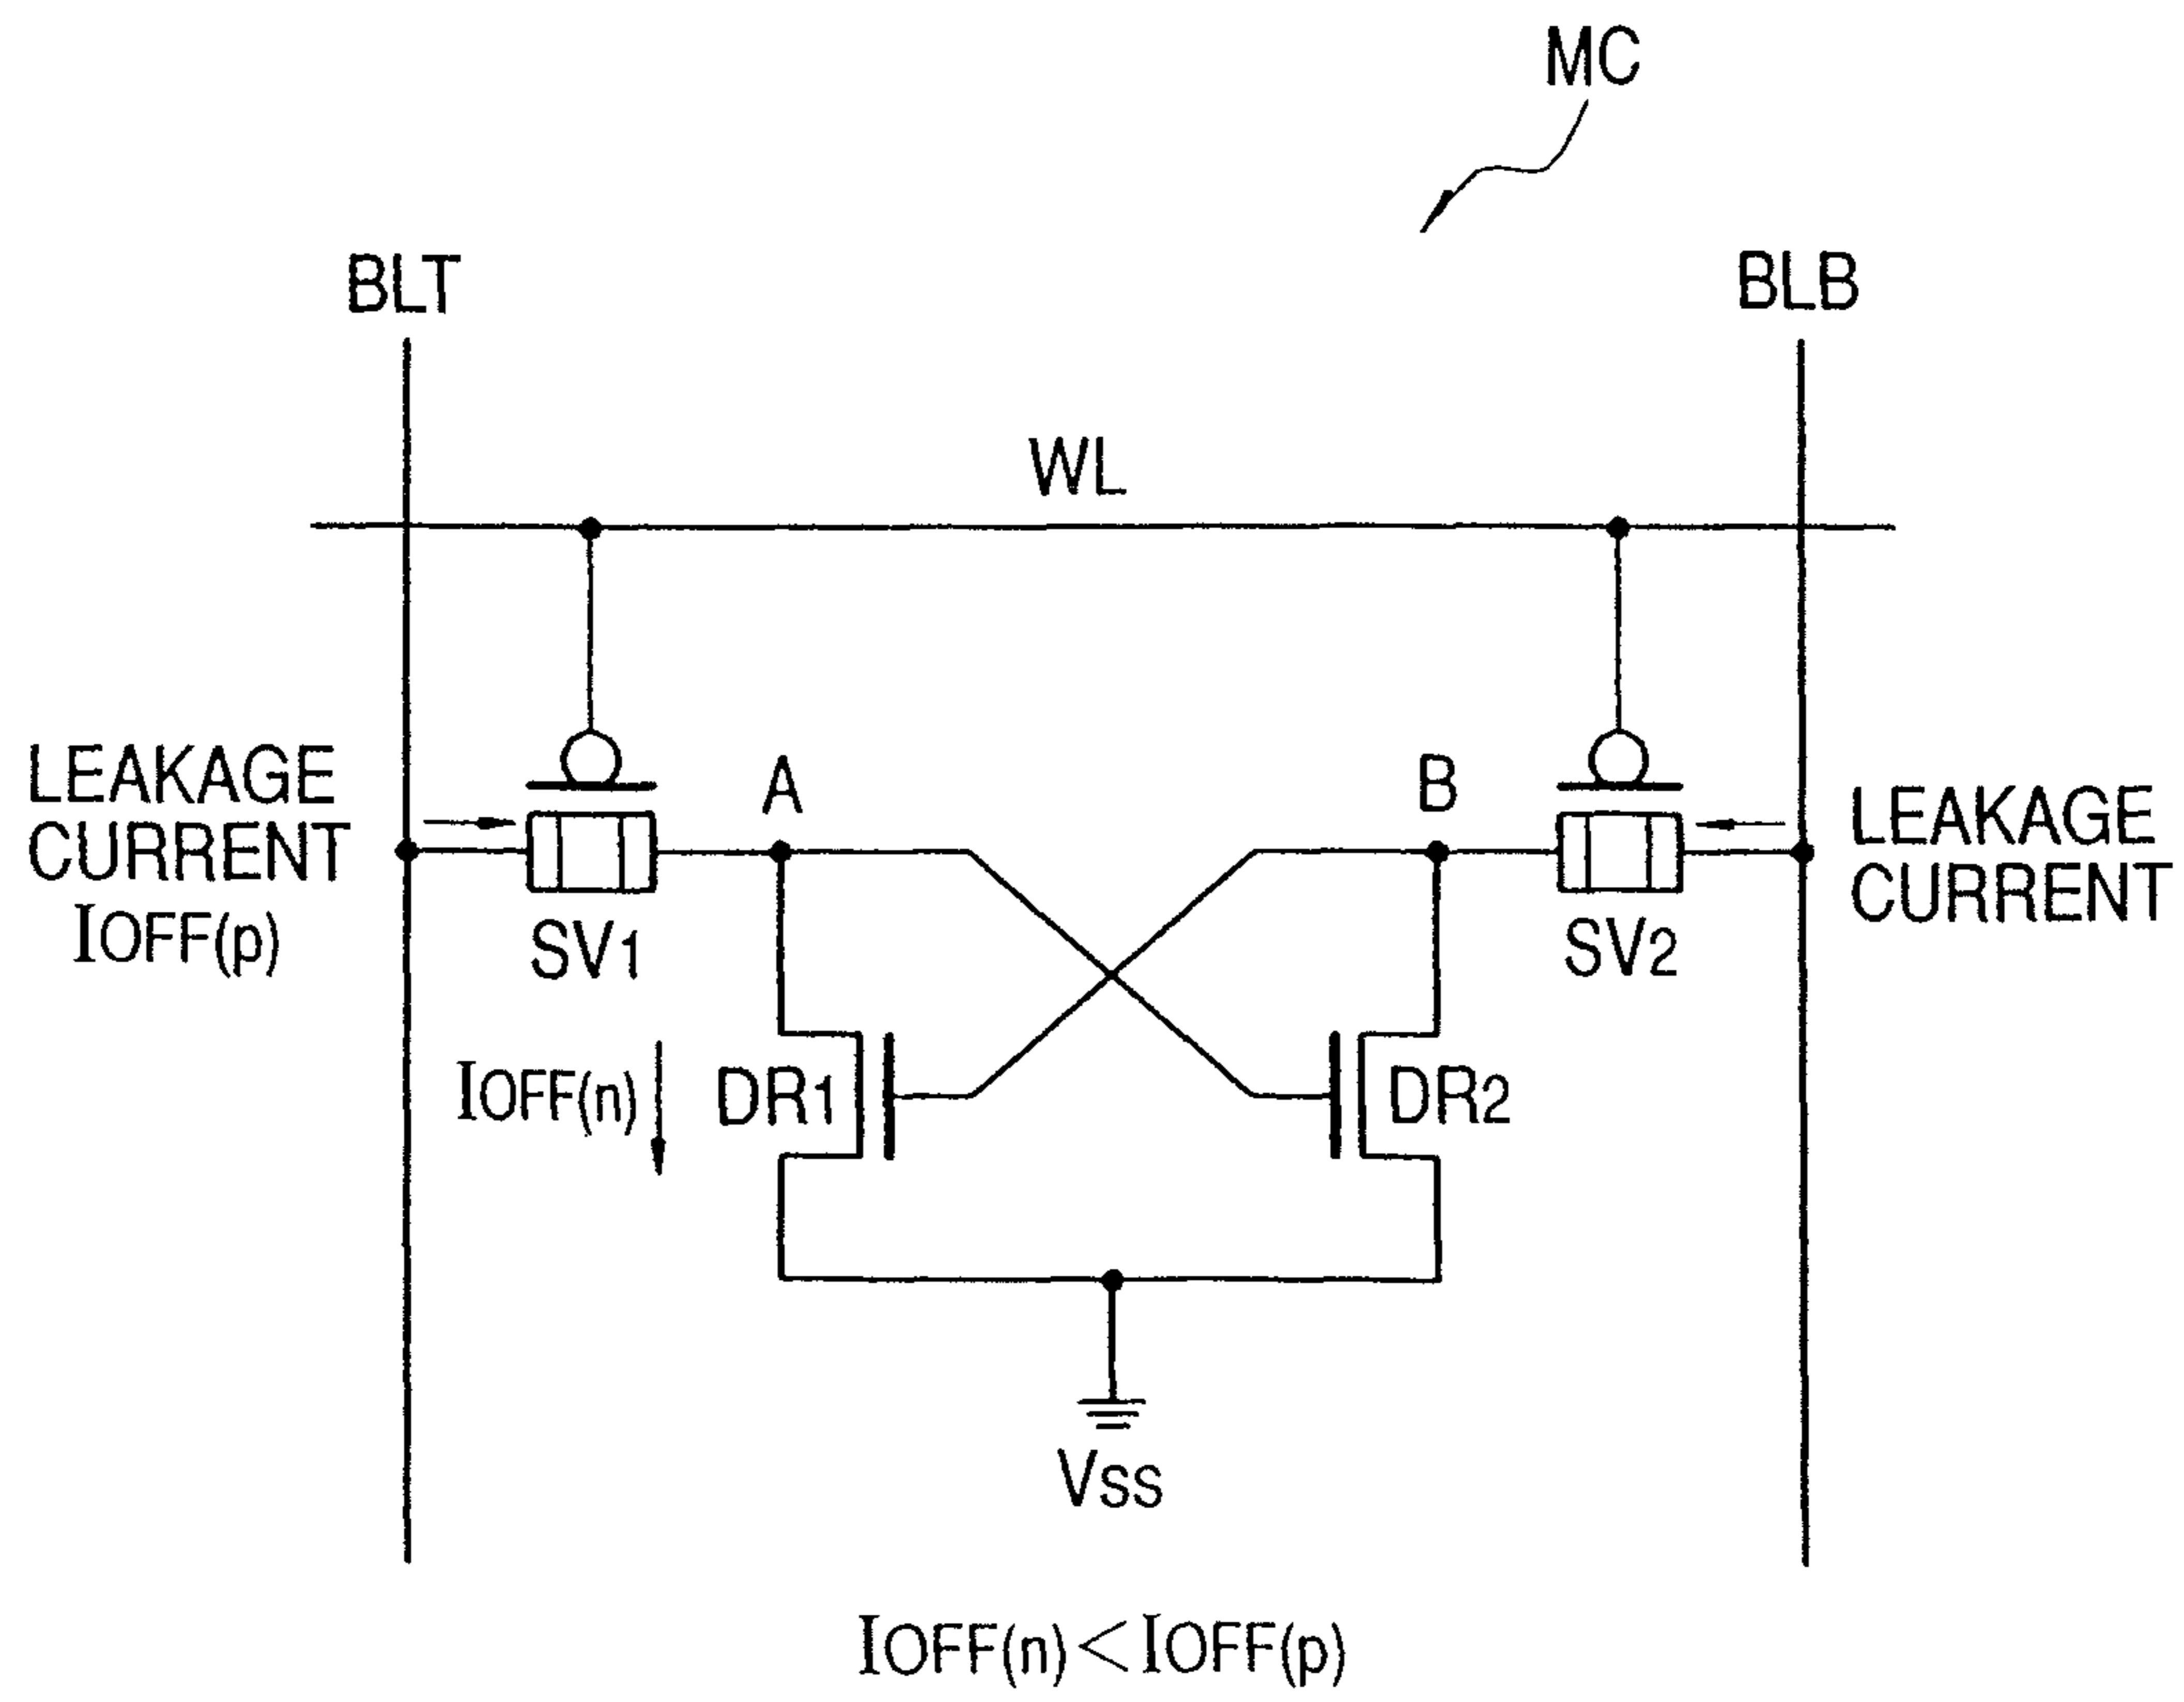 MC
BLT
BLB
WL
LEAKAGE
CURRENT
IOFF(p)
A
B
LEAKAGE
CURRENT
SV1
SV2
IOFF(n)
DR1
DR2
VSS
IOFF(n)<IOFF(p)